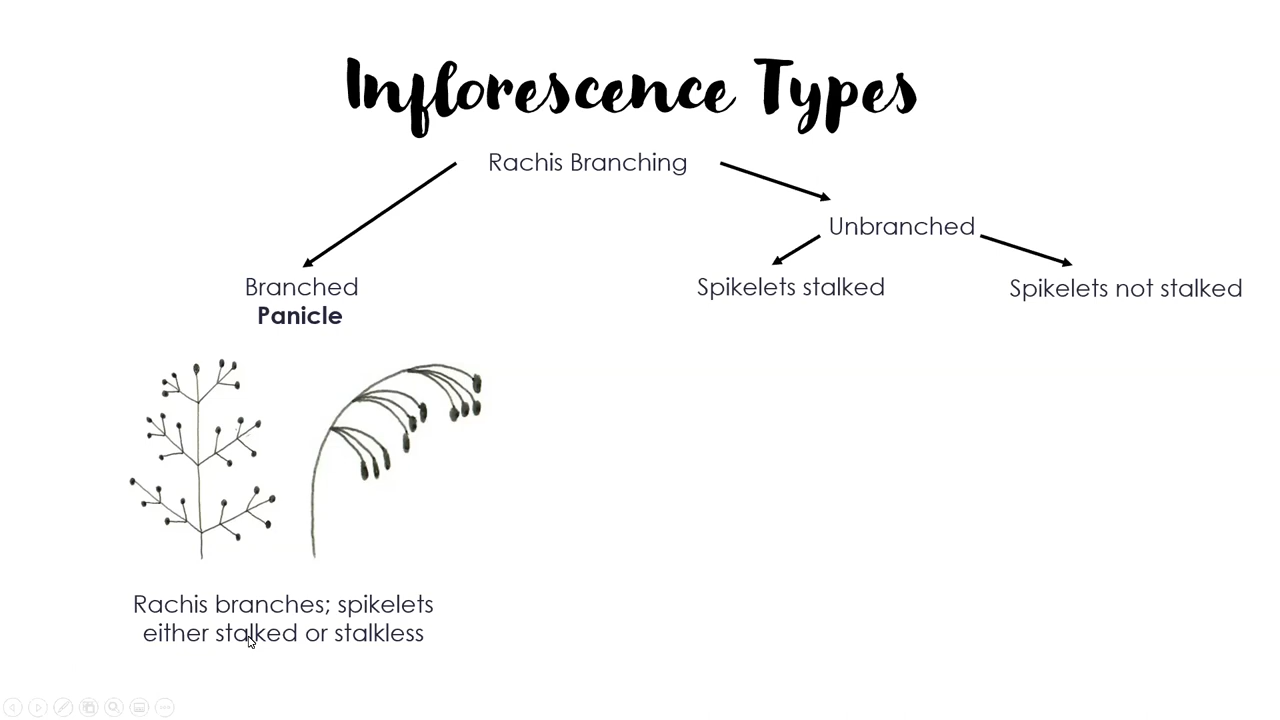 Inflorescence Types
Rachis Branching
Unbranched
Branched
Panicle
Spikelets stalked
Spikelets not stalked
Rachis branches; spikelets
either stalked or stalkless